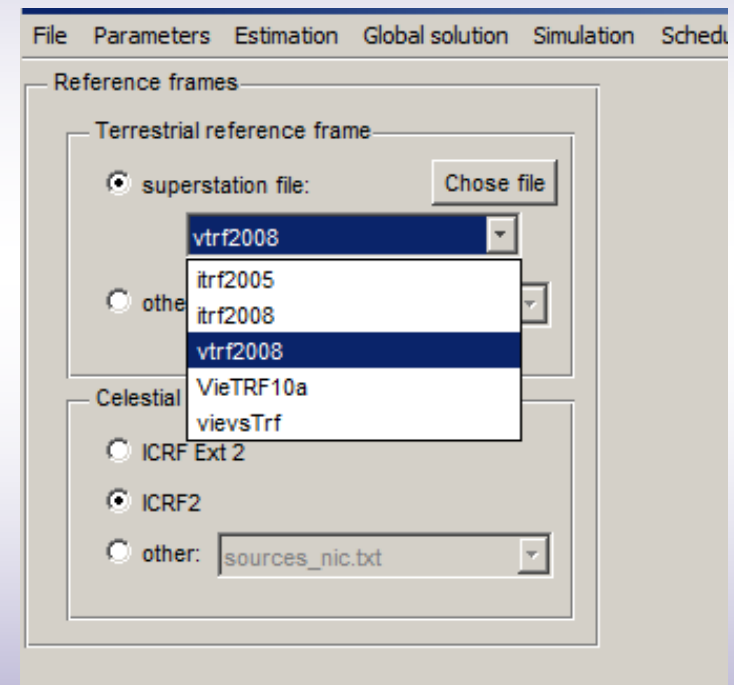 File Parameters Estimation Global solution Simulation Schedu
Reference frames
Terrestrial reference frame
superstation file: Chose file
vtrf2008
itrf2005
othe
itrf2008
vtrf2008
VieTRF10a
Celestial
vievsTrf
ICRF Ext 2
ICRF2
other: sources_nic.txt